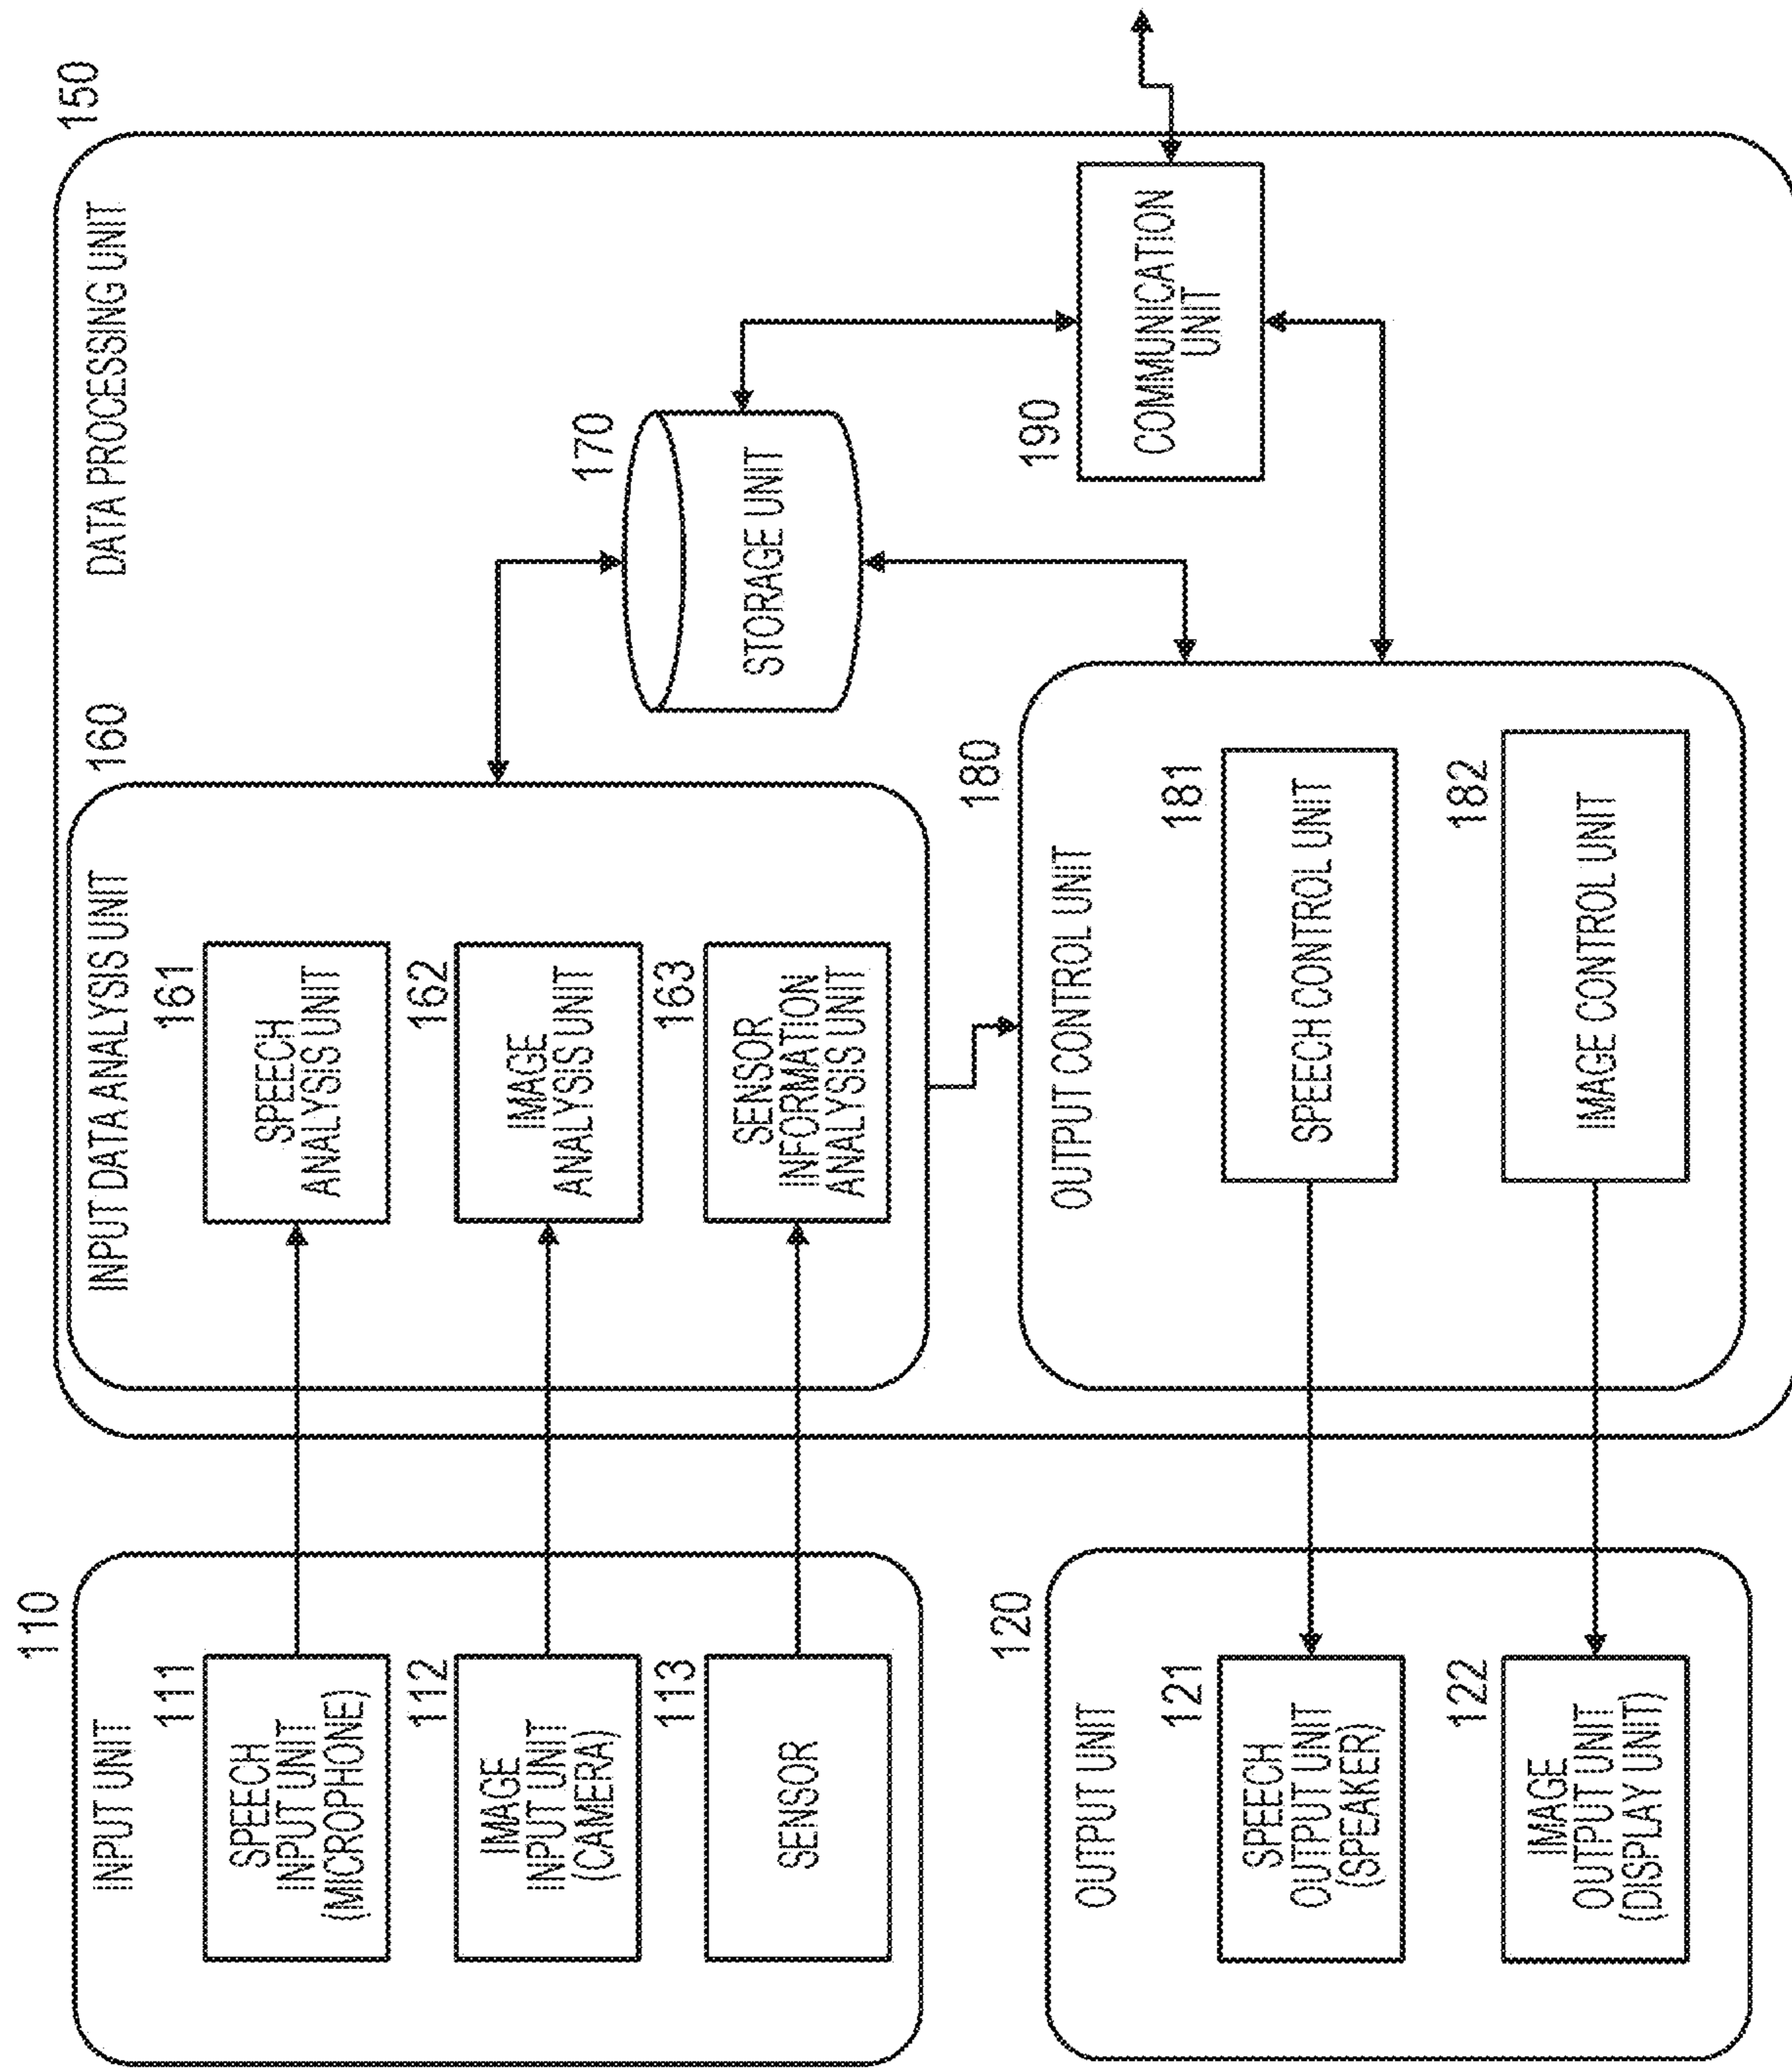 150
DATA PROCESSING UNIT
110
INPUT UNIT
111
SPEECH
INPUT UNIT
(MICROPHONE)
112
IMAGE
INPUT UNIT
(CAMERA)
113
SENSOR
160
INPUT DATA ANALYSIS UNIT
161
SPEECH
ANALYSIS UNIT
162
IMAGE
ANALYSIS UNIT
163
SENSOR
INFORMATION
ANALYSIS UNIT
170
STORAGE UNIT
190
COMMUNICATION
UNIT
120
OUTPUT UNIT
121
SPEECH
OUTPUT UNIT
(SPEAKER)
122
IMAGE
OUTPUT UNIT
(DISPLAY UNIT)
180
OUTPUT CONTROL UNIT
181
SPEECH CONTROL UNIT
182
IMAGE CONTROL UNIT